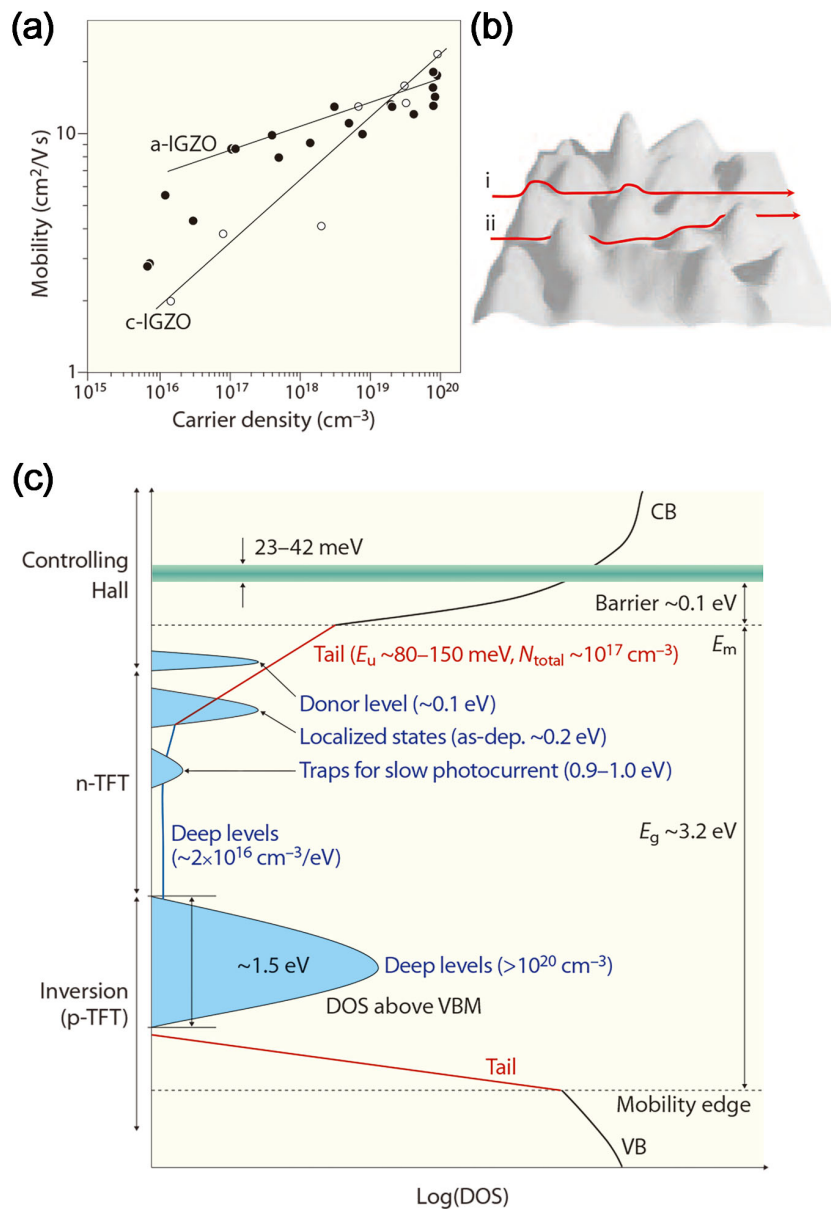 (a)
Mobility (cm²/V s)
10
1
a-IGZO
c-IGZO
10¹⁵ 10¹⁶ 10¹⁷ 10¹⁸ 10¹⁹ 10²⁰
Carrier density (cm⁻³)
(b)
i
ii
(c)
CB
23–42 meV
Controlling
Hall
Barrier ~0.1 eV
Eₘ
Tail (Eᵤ ~80–150 meV, Nₜₒₜₐₗ ~10¹⁷ cm⁻³)
Donor level (~0.1 eV)
Localized states (as-dep. ~0.2 eV)
Traps for slow photocurrent (0.9–1.0 eV)
n-TFT
E𝗀 ~3.2 eV
Deep levels
(~2×10¹⁶ cm⁻³/eV)
~1.5 eV
Deep levels (>10²⁰ cm⁻³)
DOS above VBM
Inversion
(p-TFT)
Tail
Mobility edge
VB
Log(DOS)